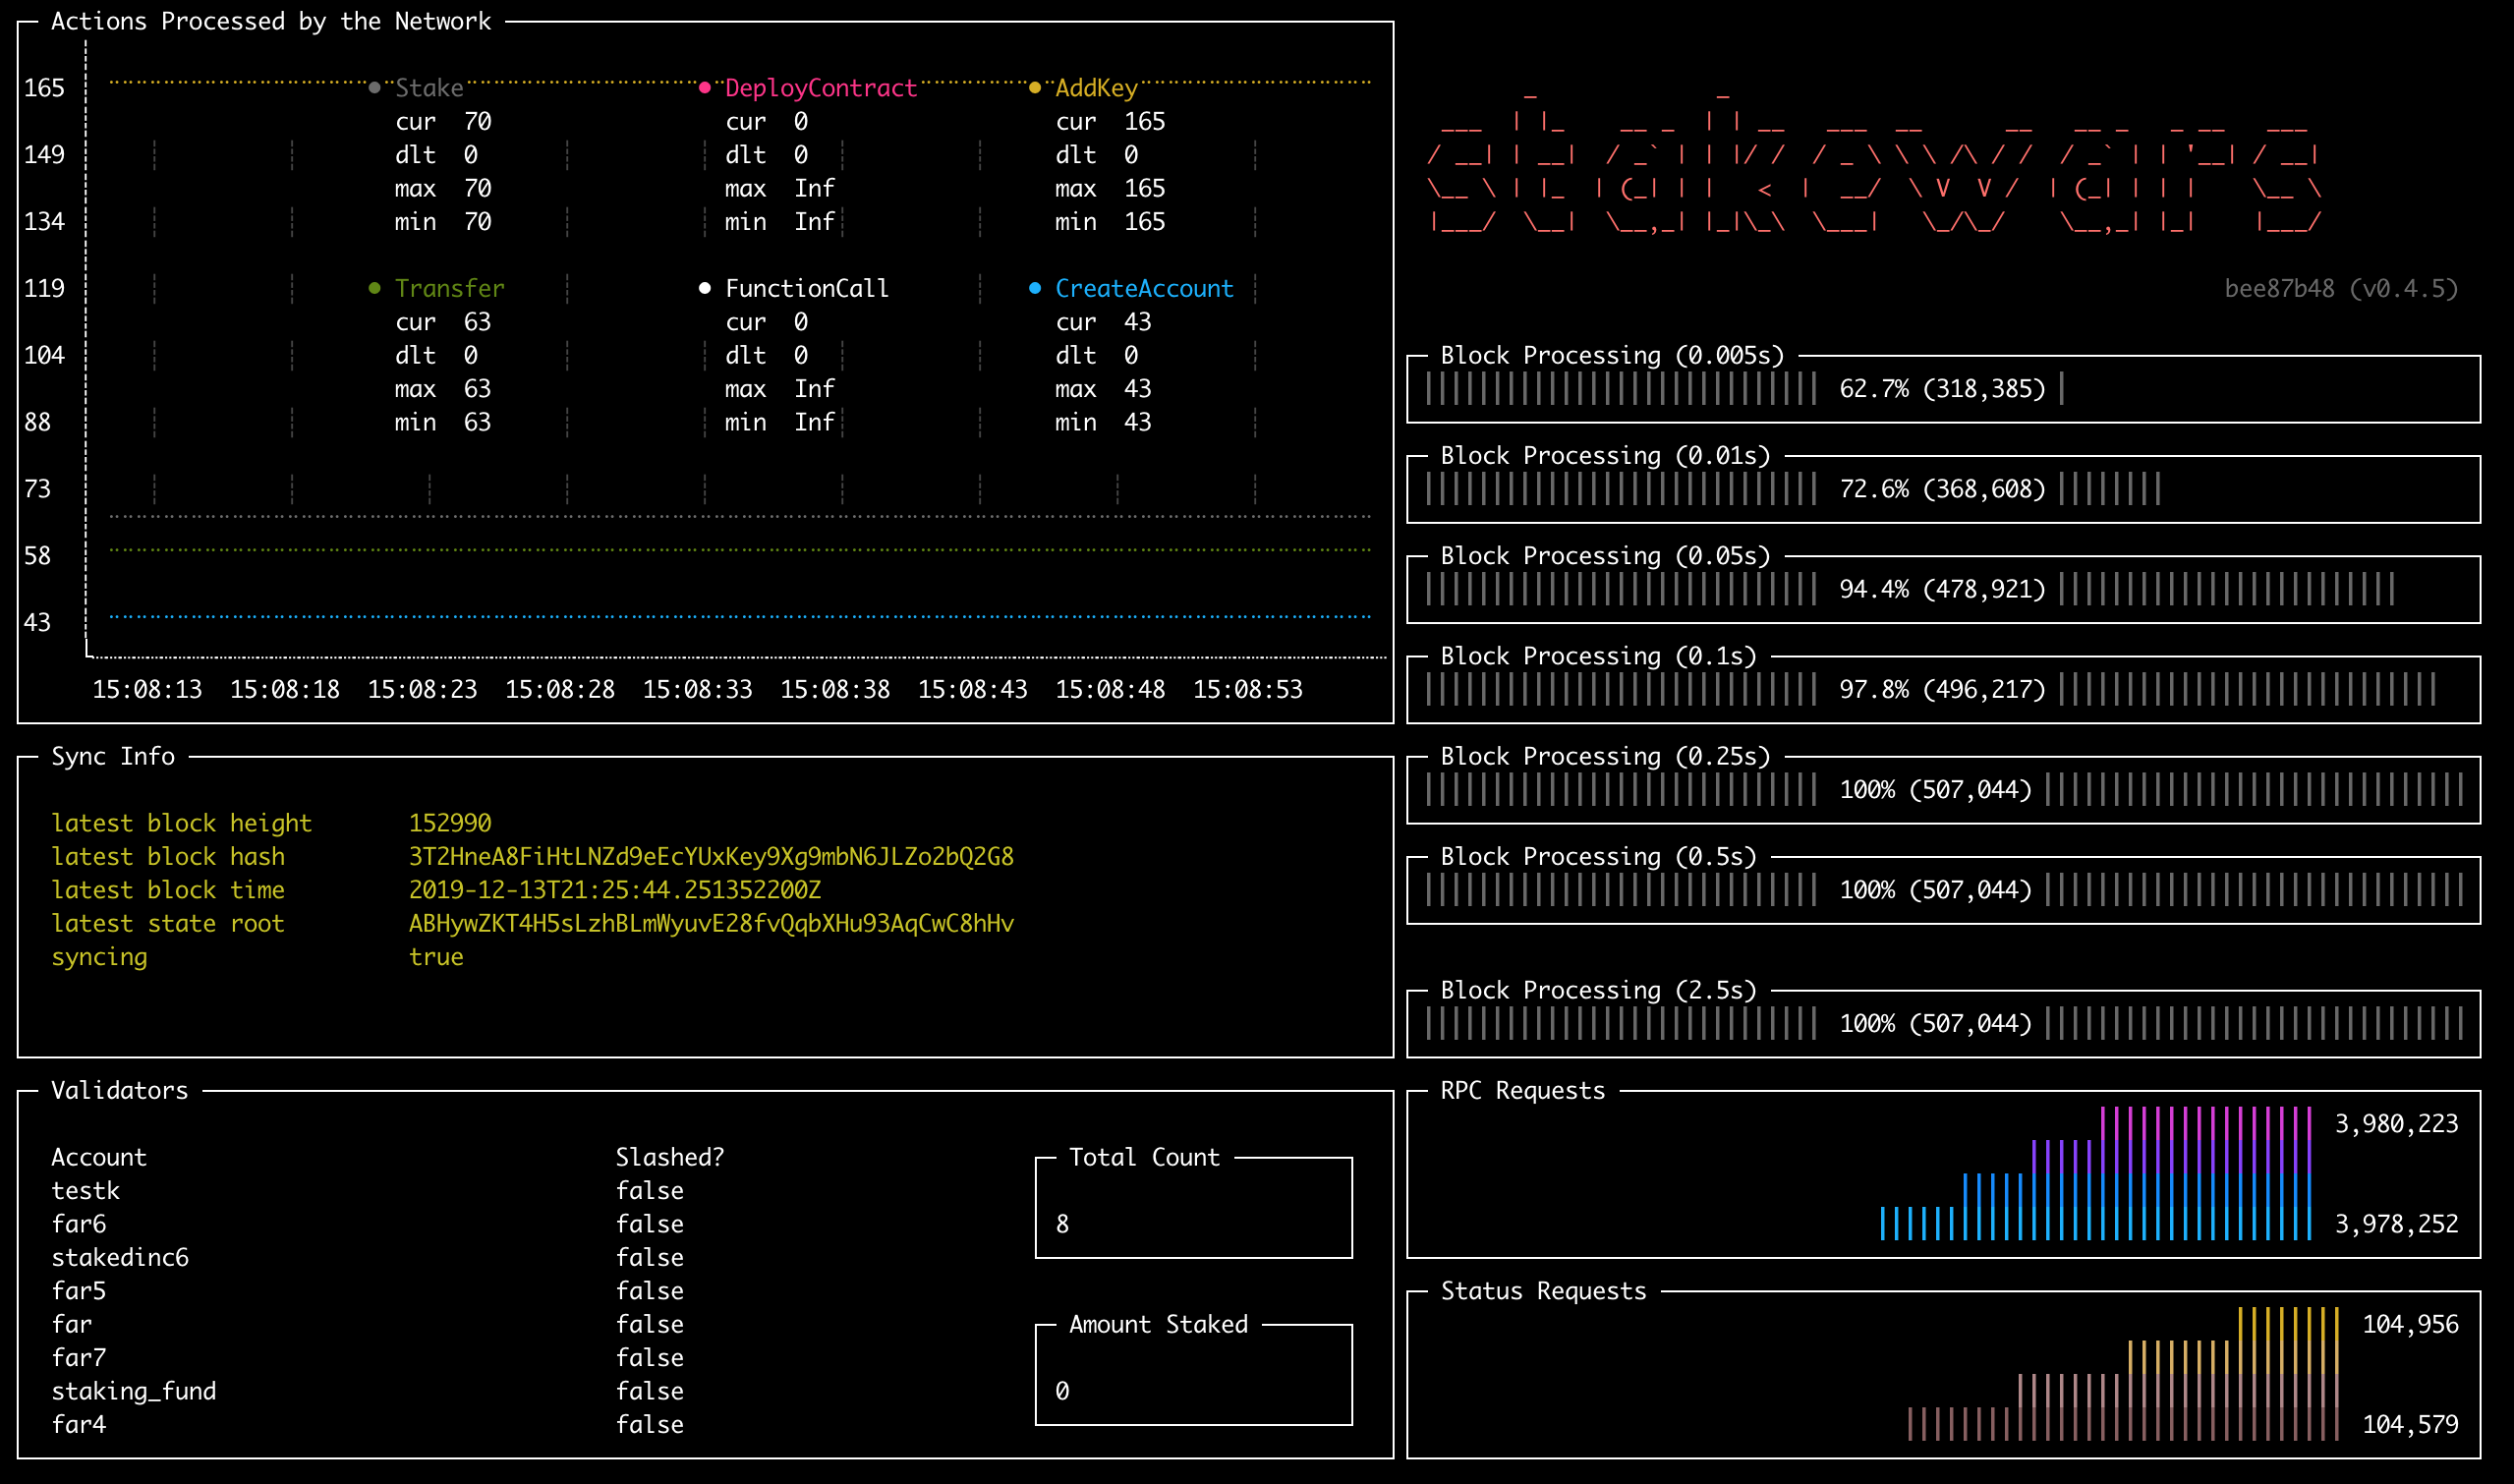 Actions Processed by the Network
165
149
134
119
104
88
73
58
43
Stake
cur 70
dlt 0
max 70
min 70
DeployContract
cur 0
dlt 0
max Inf
min Inf
AddKey
cur 165
dlt 0
max 165
min 165
Transfer
cur 63
dlt 0
max 63
min 63
FunctionCall
cur 0
dlt 0
max Inf
min Inf
CreateAccount
cur 43
dlt 0
max 43
min 43
15:08:13 15:08:18 15:08:23 15:08:28 15:08:33 15:08:38 15:08:43 15:08:48 15:08:53
stakewars
bee87b48 (v0.4.5)
Block Processing (0.005s)
62.7% (318,385)
Block Processing (0.01s)
72.6% (368,608)
Block Processing (0.05s)
94.4% (478,921)
Block Processing (0.1s)
97.8% (496,217)
Block Processing (0.25s)
100% (507,044)
Block Processing (0.5s)
100% (507,044)
Block Processing (2.5s)
100% (507,044)
Sync Info
latest block height 152990
latest block hash 3T2HneA8FiHtLNZd9eEcYUxKey9Xg9mbN6JLZo2bQ2G8
latest block time 2019-12-13T21:25:44.251352200Z
latest state root ABHywZKT4H5sLzhBLmWyuvE28fvQqbXHu93AqCwC8hHv
syncing true
Validators
Account Slashed?
testk false
far6 false
stakedinc6 false
far5 false
far false
far7 false
staking_fund false
far4 false
Total Count
8
Amount Staked
0
RPC Requests
3,980,223
3,978,252
Status Requests
104,956
104,579